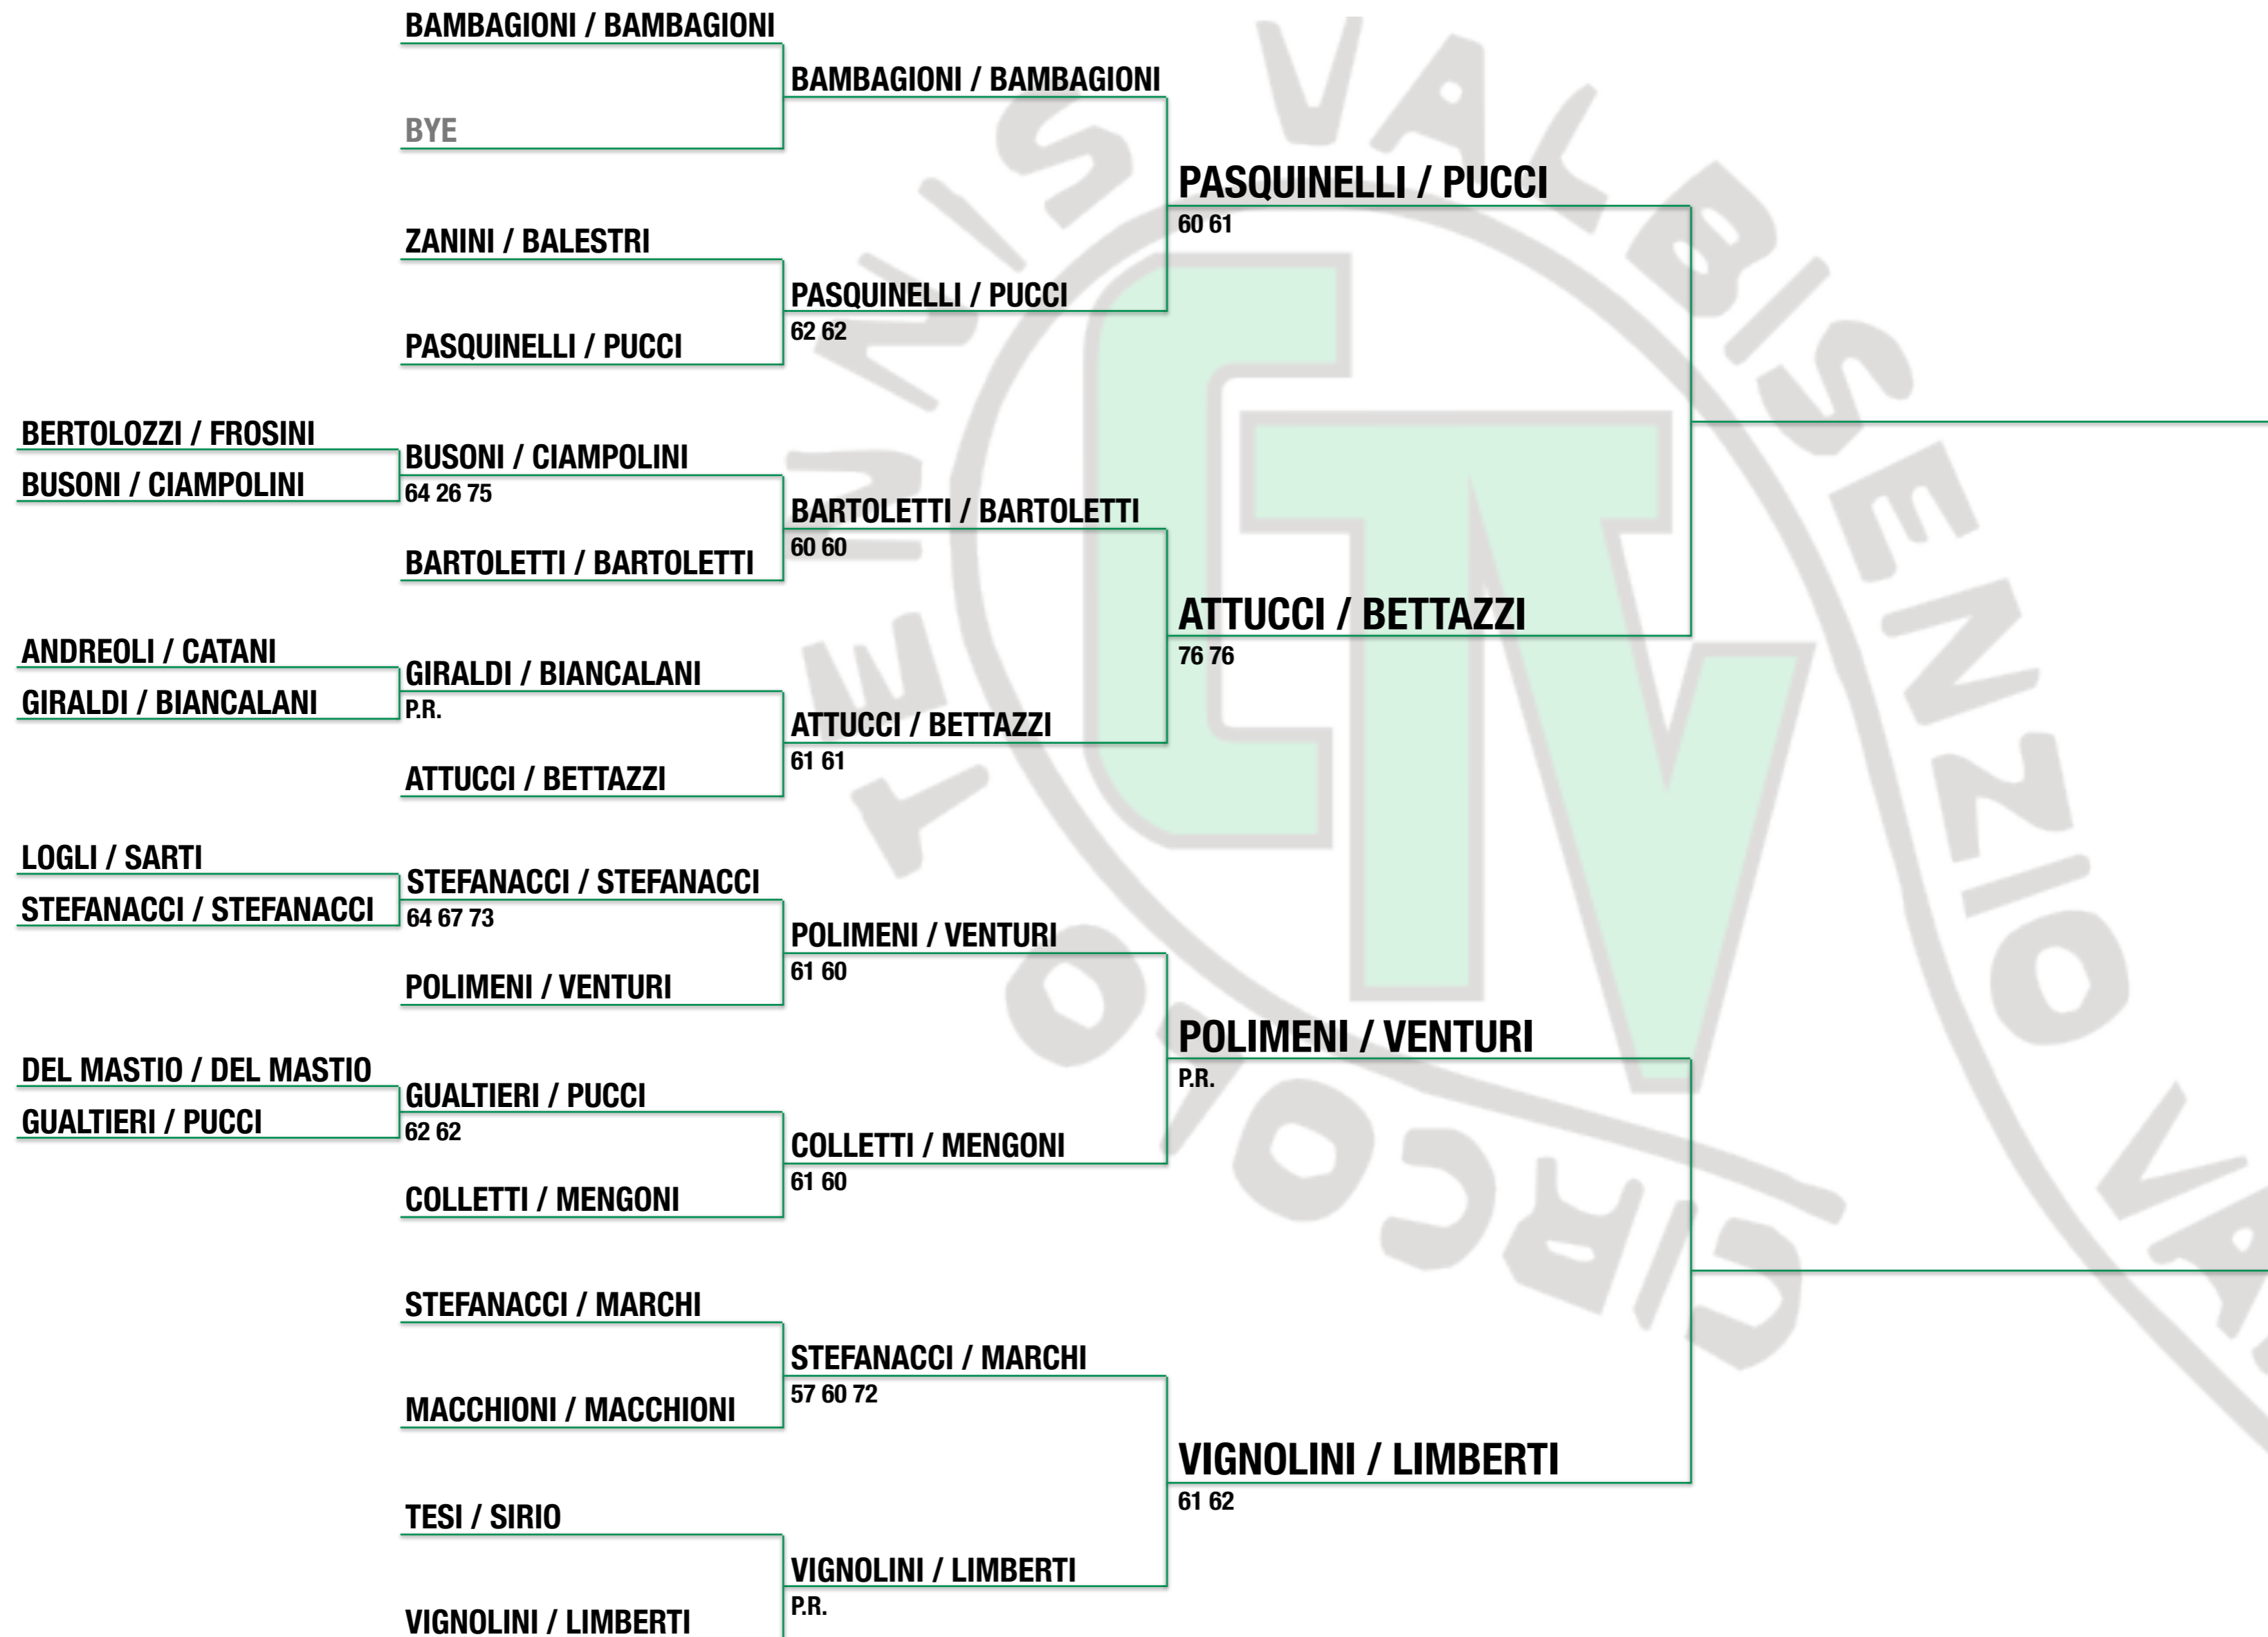 BAMBAGIONI / BAMBAGIONI
BYE
ZANINI / BALESTRI
PASQUINELLI / PUCCI
BERTOLOZZI / FROSINI
BUSONI / CIAMPOLINI
BUSONI / CIAMPOLINI
64 26 75
BARTOLETTI / BARTOLETTI
ANDREOLI / CATANI
GIRALDI / BIANCALANI
GIRALDI / BIANCALANI
P.R.
ATTUCCI / BETTAZZI
LOGLI / SARTI
STEFANACCI / STEFANACCI
STEFANACCI / STEFANACCI
64 67 73
POLIMENI / VENTURI
DEL MASTIO / DEL MASTIO
GUALTIERI / PUCCI
GUALTIERI / PUCCI
62 62
COLLETTI / MENGONI
STEFANACCI / MARCHI
MACCHIONI / MACCHIONI
TESI / SIRIO
VIGNOLINI / LIMBERTI
BAMBAGIONI / BAMBAGIONI
PASQUINELLI / PUCCI
62 62
BARTOLETTI / BARTOLETTI
60 60
ATTUCCI / BETTAZZI
61 61
POLIMENI / VENTURI
61 60
COLLETTI / MENGONI
61 60
STEFANACCI / MARCHI
57 60 72
VIGNOLINI / LIMBERTI
P.R.
PASQUINELLI / PUCCI
60 61
ATTUCCI / BETTAZZI
76 76
POLIMENI / VENTURI
P.R.
VIGNOLINI / LIMBERTI
61 62
CIRCOLO TENNIS VALBISENZIO VA
CTV